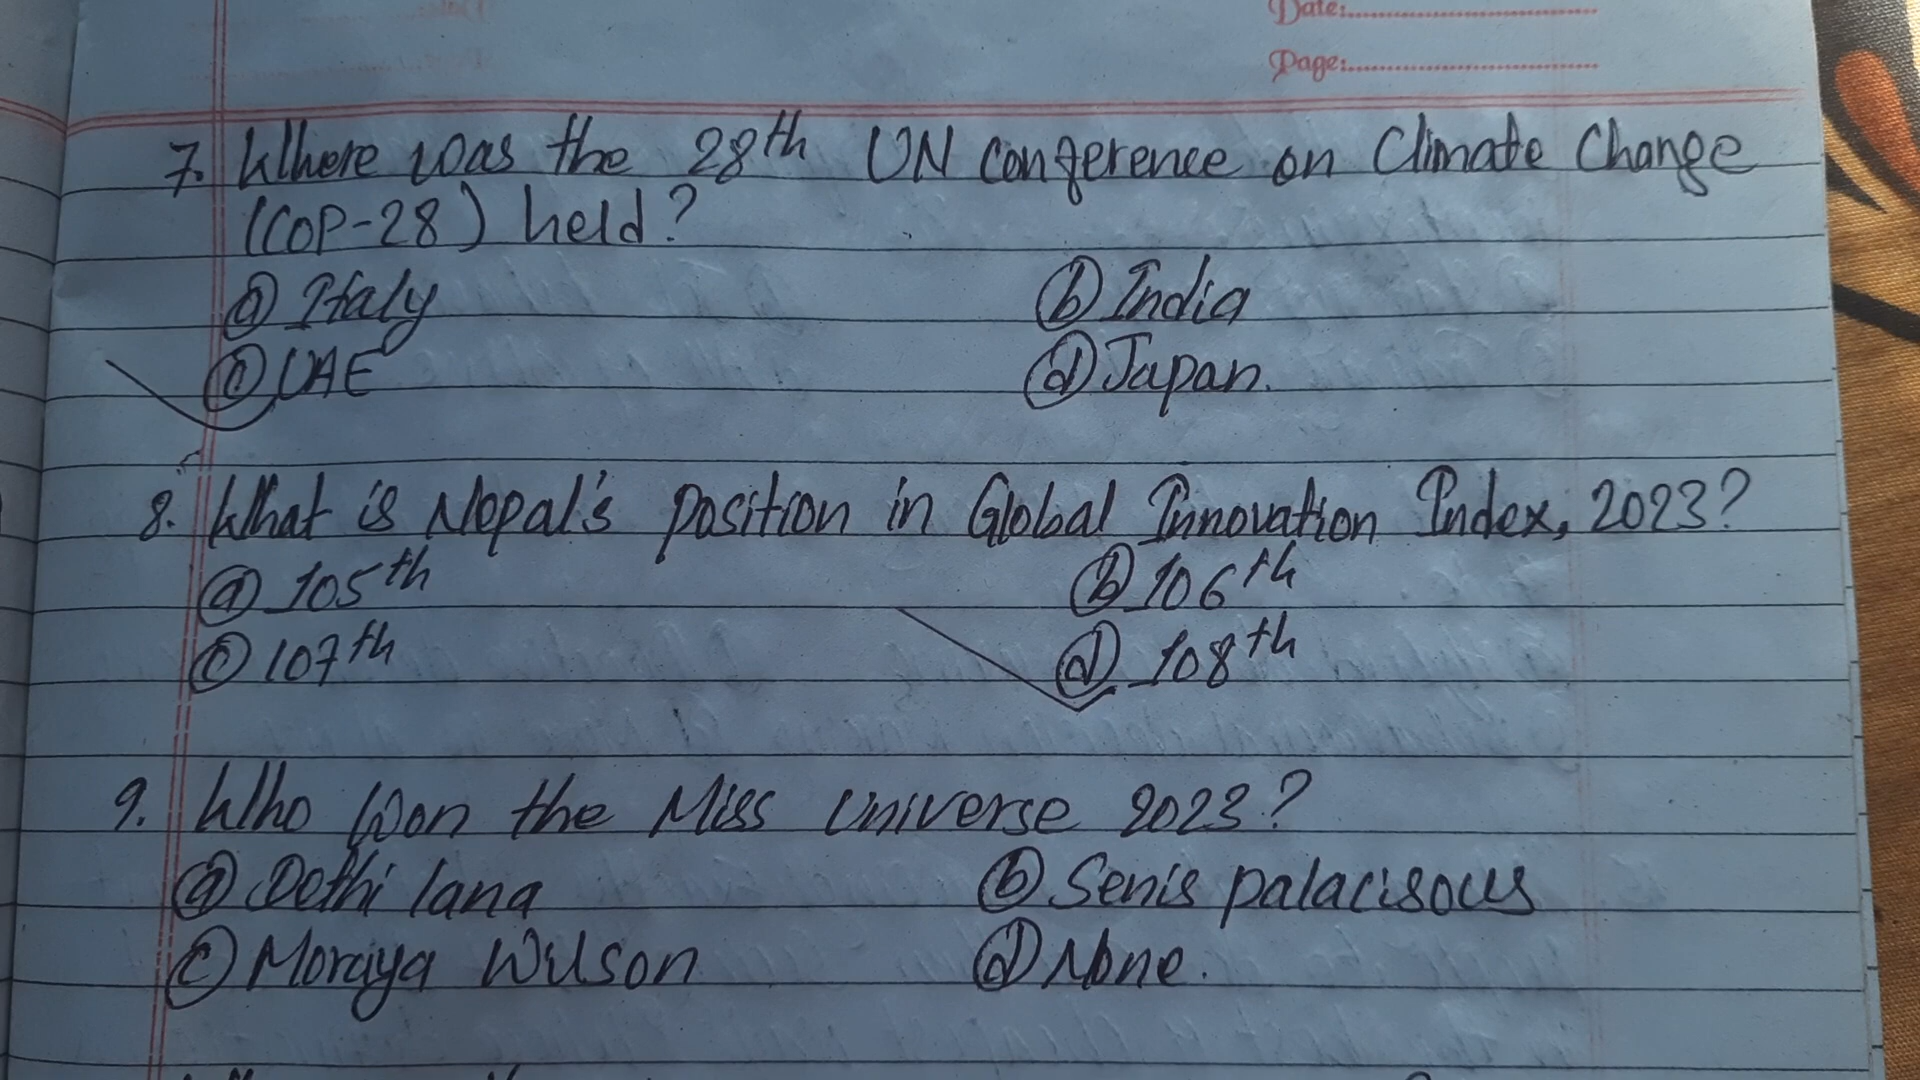 Date:
Page:
7. Where was the 28th UN conference on Climate Change
(COP-28) held?
(a) Italy (b) India
(c) UAE (d) Japan.
8. What is Nepal's position in Global Innovation Index, 2023?
(a) 105th (b) 106th
(c) 107th (d) 108th
9. Who won the Miss Universe 2023?
(a) Dethi lana (b) Senis palacisous
(c) Moraya Wilson (d) None.